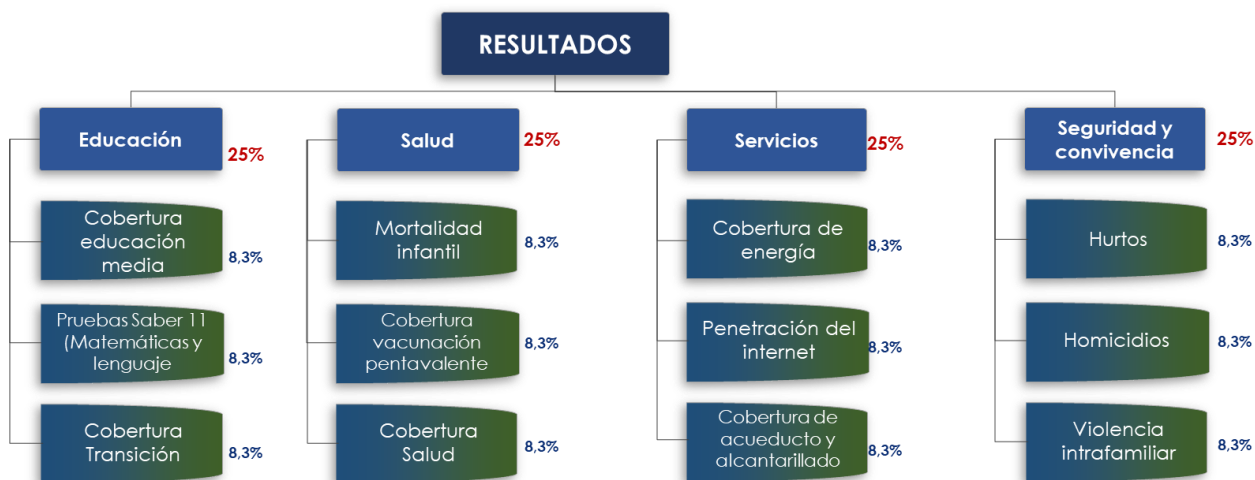 RESULTADOS
Educación
25%
Cobertura
educación
media
8,3%
Pruebas Saber 11
(Matemáticas y
lenguaje
8,3%
Cobertura
Transición
8,3%
Salud
25%
Mortalidad
infantil
8,3%
Cobertura
vacunación
pentavalente
8,3%
Cobertura
Salud
8,3%
Servicios
25%
Cobertura de
energía
8,3%
Penetración del
internet
8,3%
Cobertura de
acueducto y
alcantarillado
8,3%
Seguridad y
convivencia
25%
Hurtos
8,3%
Homicidios
8,3%
Violencia
intrafamiliar
8,3%